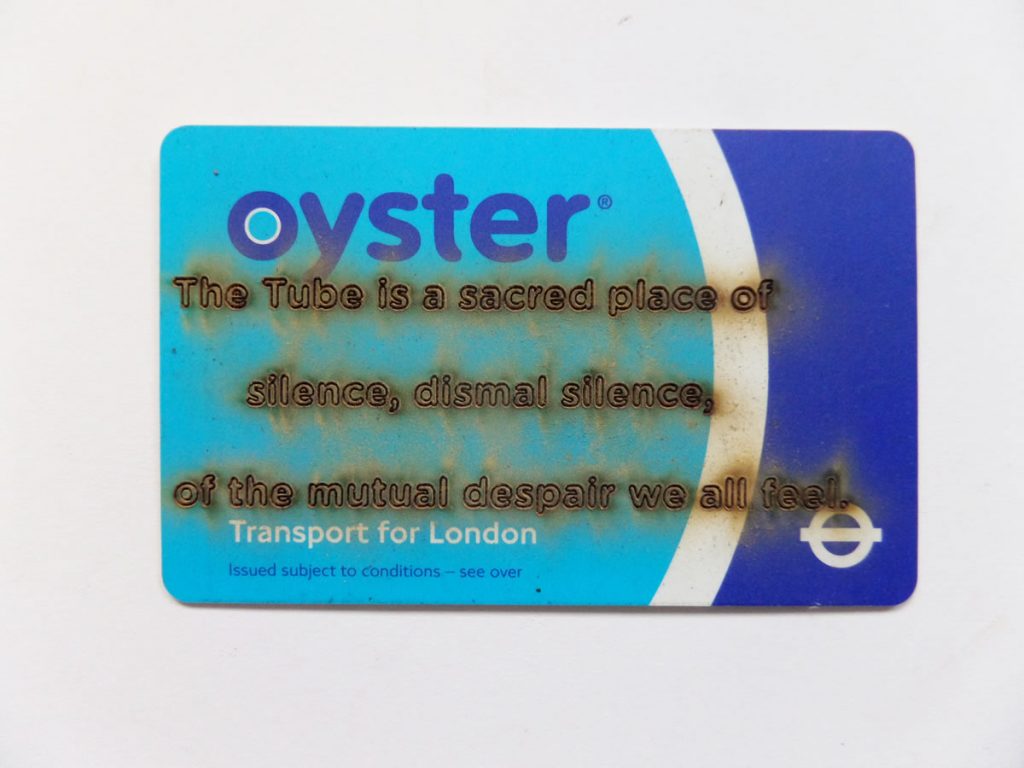 oyster®
The Tube is a sacred place of
silence, dismal silence,
of the mutual despair we all feel.
Transport for London
Issued subject to conditions – see over